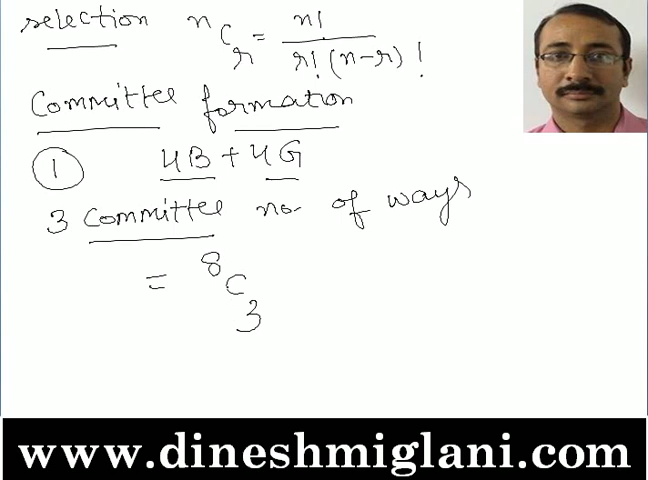 selection nCr = n! / r! (n-r)!
Committee formation
① 4B + 4G
3 Committee no. of ways
= 8C3
www.dineshmiglani.com